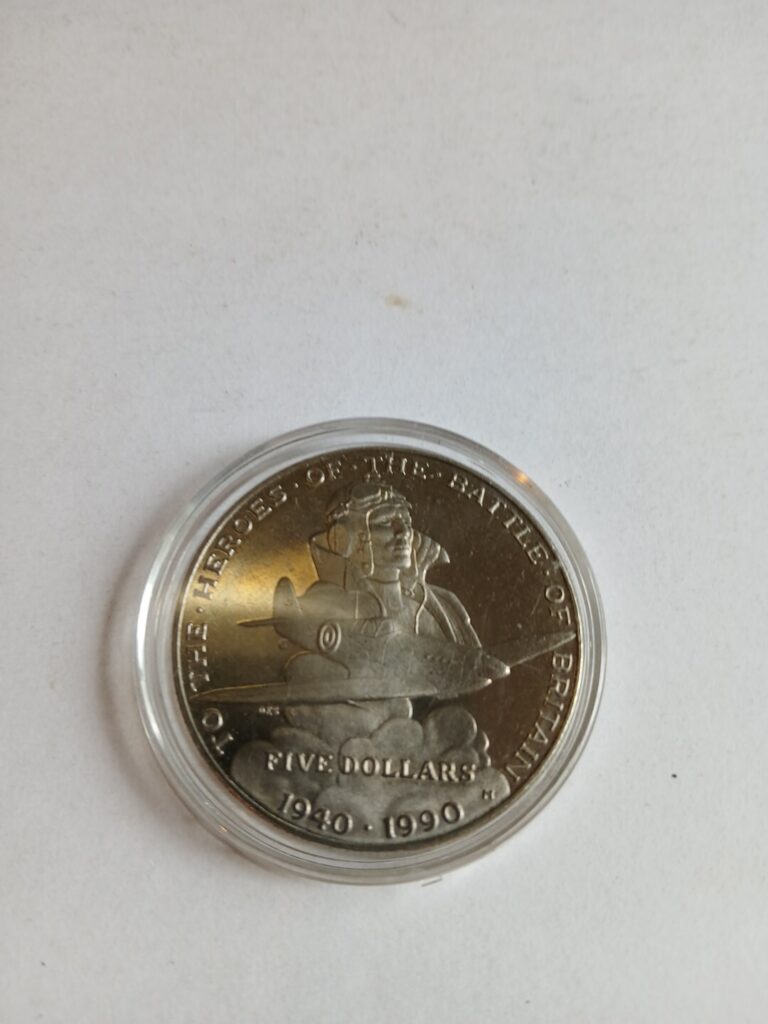 TO · THE · HEROES · OF · THE · BATTLE · OF · BRITAIN
FIVE DOLLARS
1940 · 1990